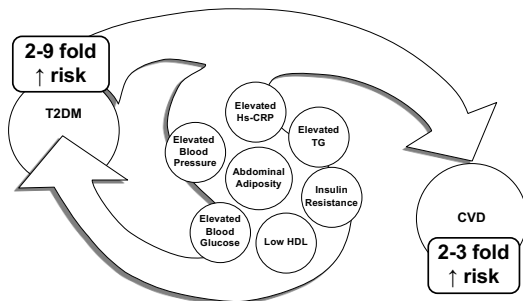 2-9 fold
↑ risk
T2DM
Elevated
Hs-CRP
Elevated
TG
Elevated
Blood
Pressure
Abdominal
Adiposity
Insulin
Resistance
Elevated
Blood
Glucose
Low HDL
CVD
2-3 fold
↑ risk